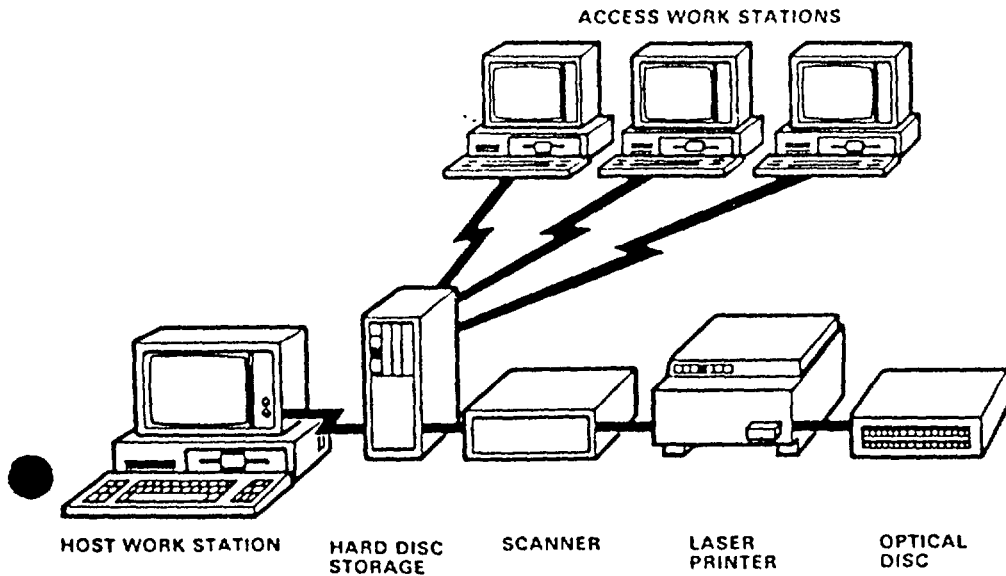 ACCESS WORK STATIONS
HOST WORK STATION
HARD DISC
STORAGE
SCANNER
LASER
PRINTER
OPTICAL
DISC